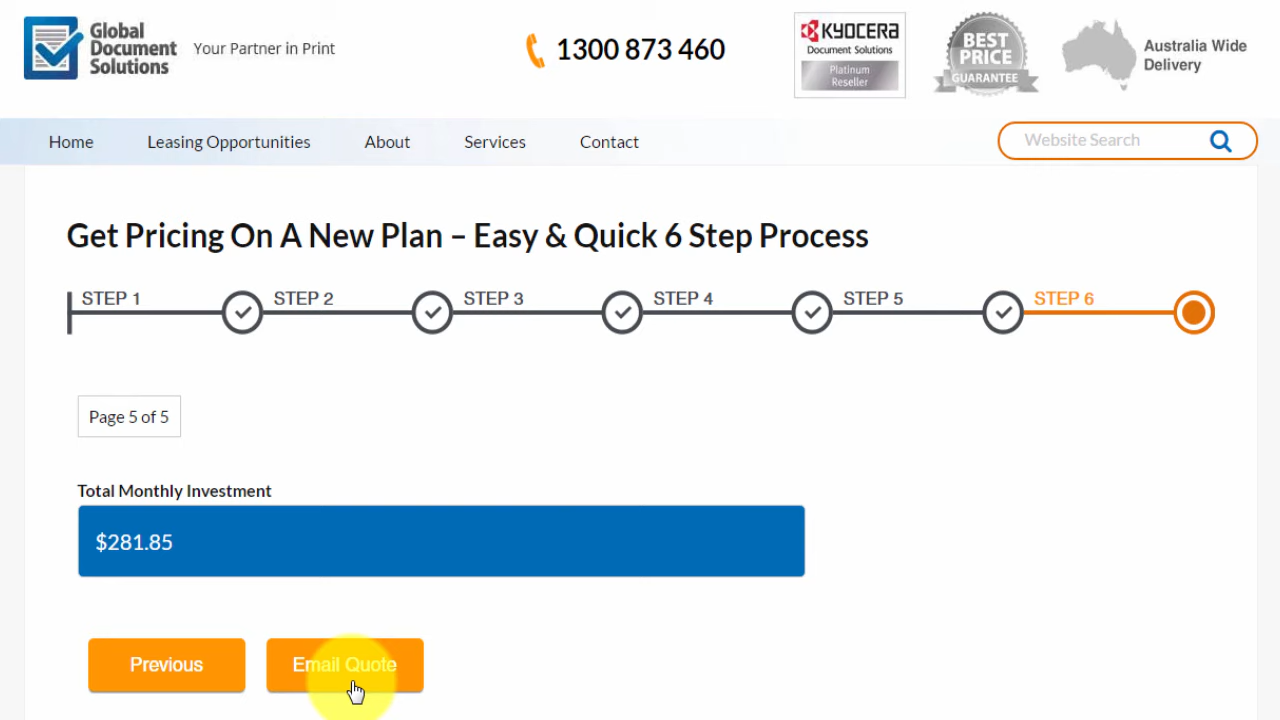 Global
Document
Solutions
Your Partner in Print
1300 873 460
KYOCERA
Document Solutions
Platinum
Reseller
BEST
PRICE
GUARANTEE
Australia Wide
Delivery
Home Leasing Opportunities About Services Contact
Website Search
Get Pricing On A New Plan – Easy & Quick 6 Step Process
STEP 1 STEP 2 STEP 3 STEP 4 STEP 5 STEP 6
Page 5 of 5
Total Monthly Investment
$281.85
Previous Email Quote